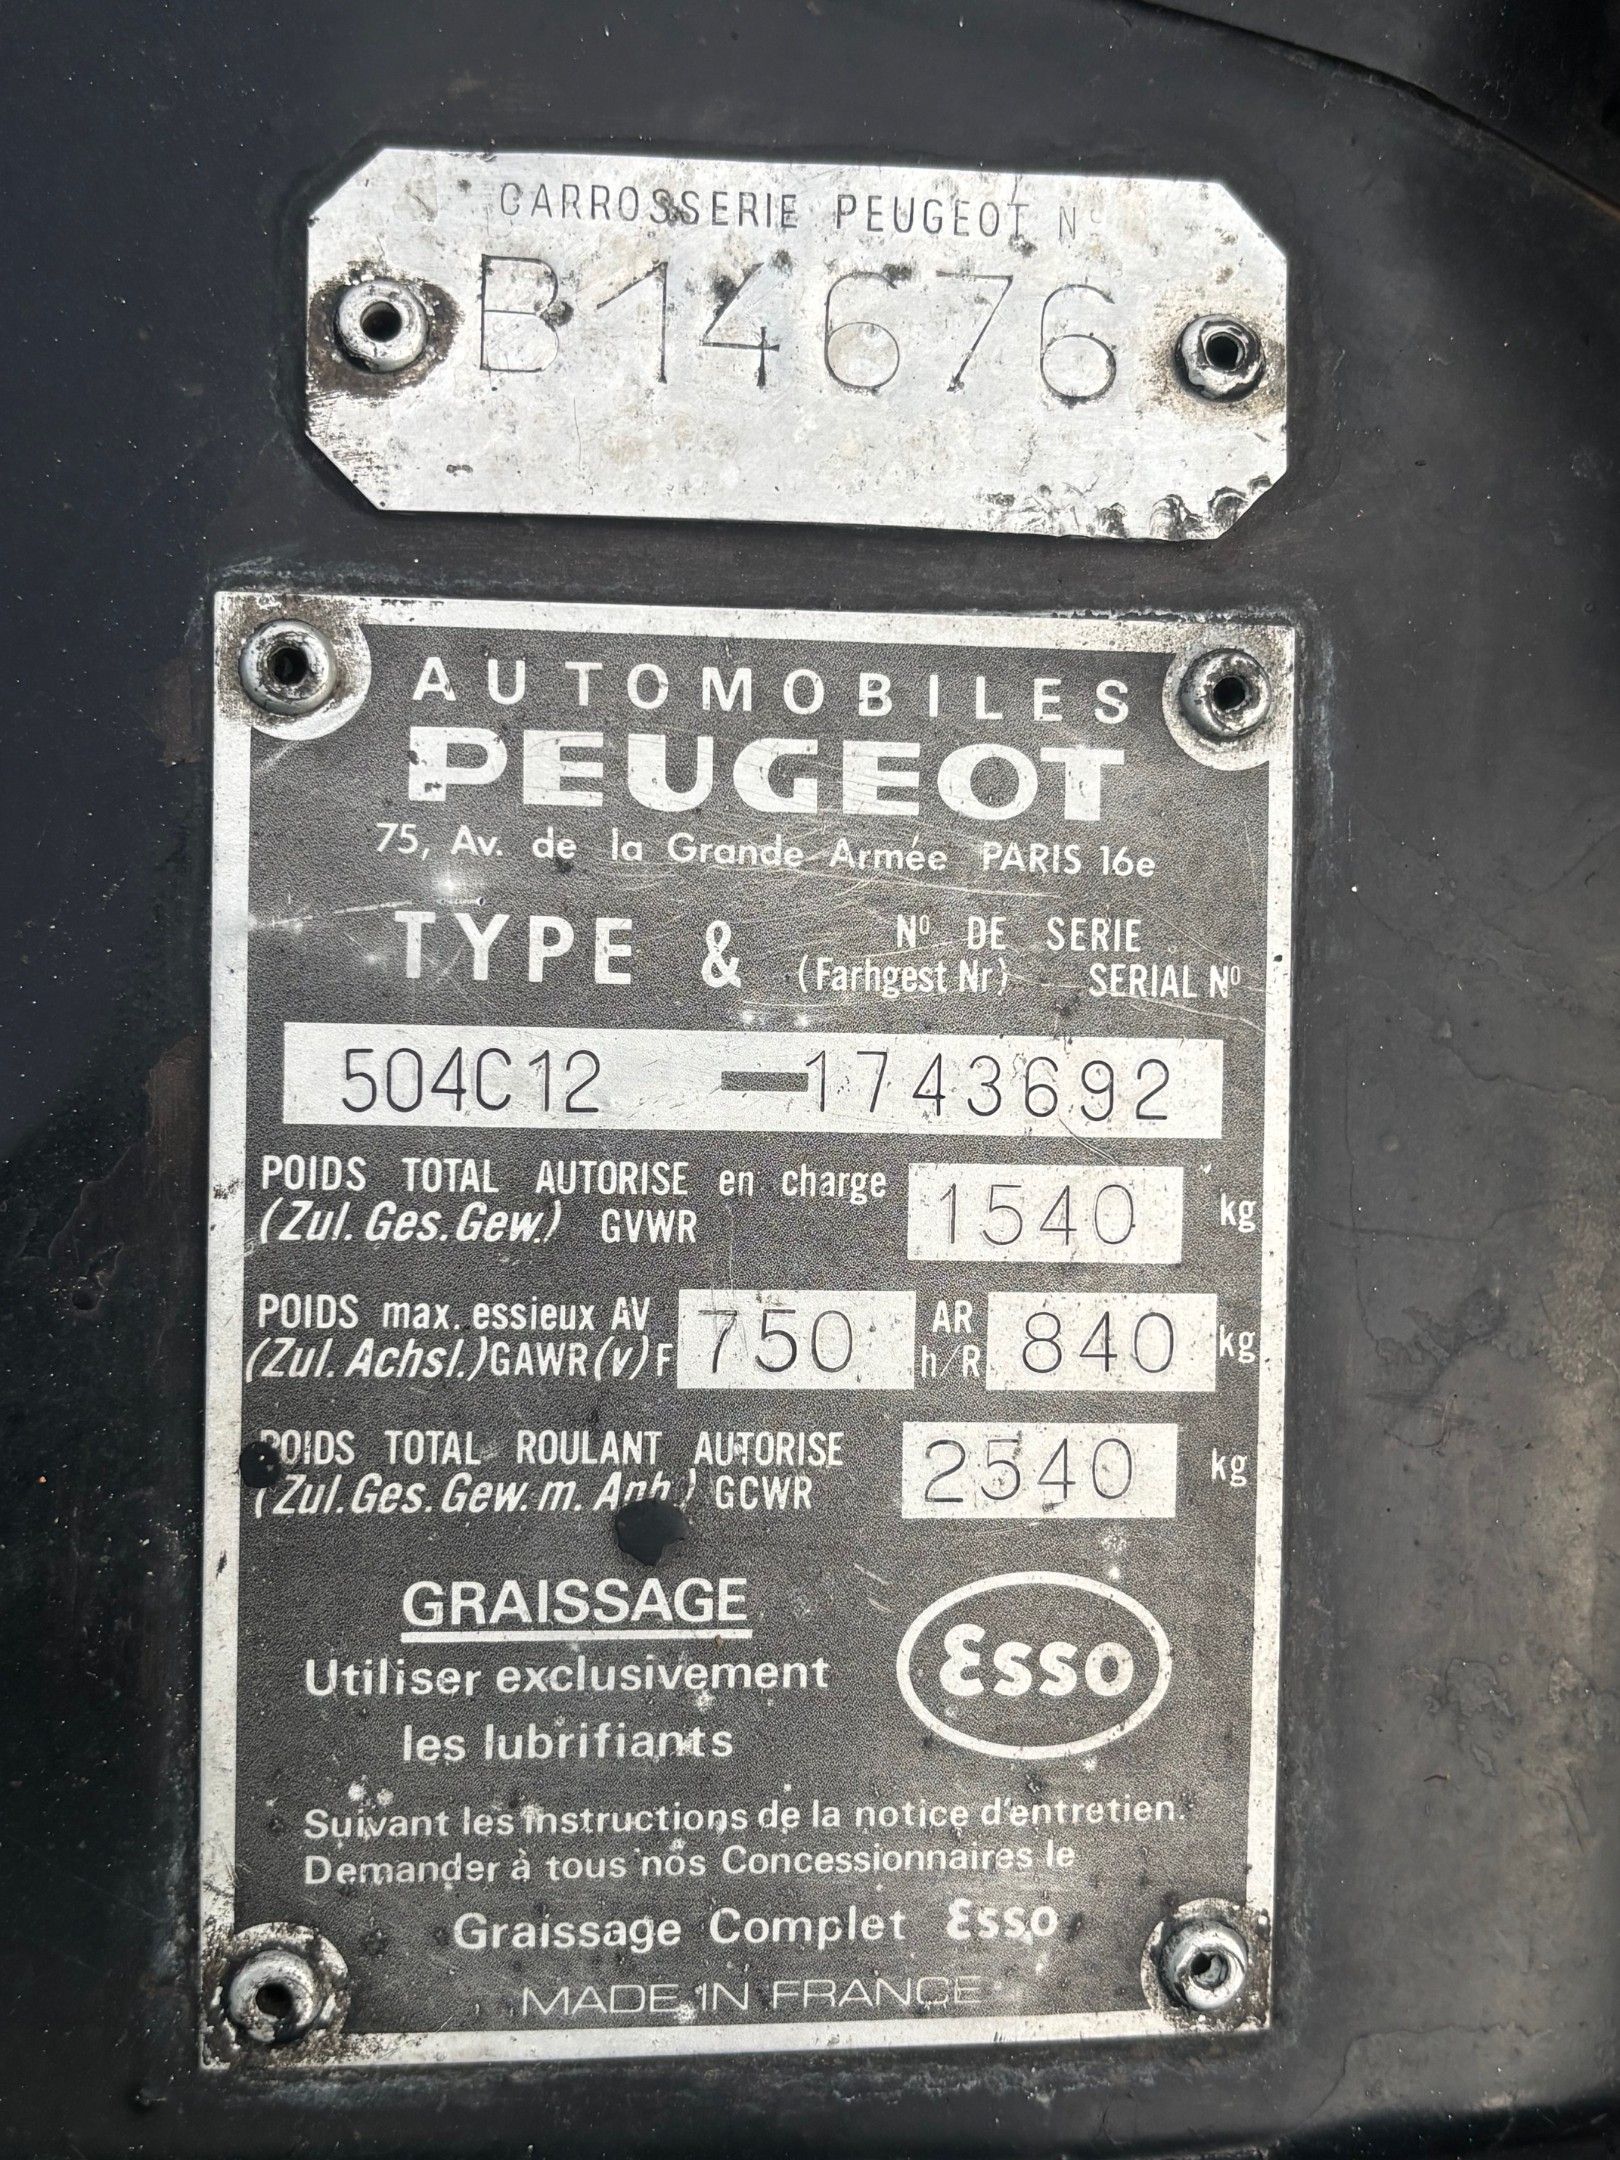 CARROSSERIE PEUGEOT Nº
B14676
AUTOMOBILES
PEUGEOT
75, Av. de la Grande Armée PARIS 16e
TYPE & Nº DE SERIE
(Farhgest Nr) SERIAL Nº
504C12 —1743692
POIDS TOTAL AUTORISE en charge 1540 kg
(Zul. Ges. Gew.) GVWR
POIDS max. essieux AV 750 AR 840 kg
(Zul. Achsl.) GAWR (v) F h/R
POIDS TOTAL ROULANT AUTORISE 2540 kg
(Zul. Ges. Gew. m. Anh.) GCWR
GRAISSAGE
Utiliser exclusivement
les lubrifiants
Esso
Suivant les instructions de la notice d'entretien.
Demander à tous nos Concessionnaires le
Graissage Complet Esso
MADE IN FRANCE